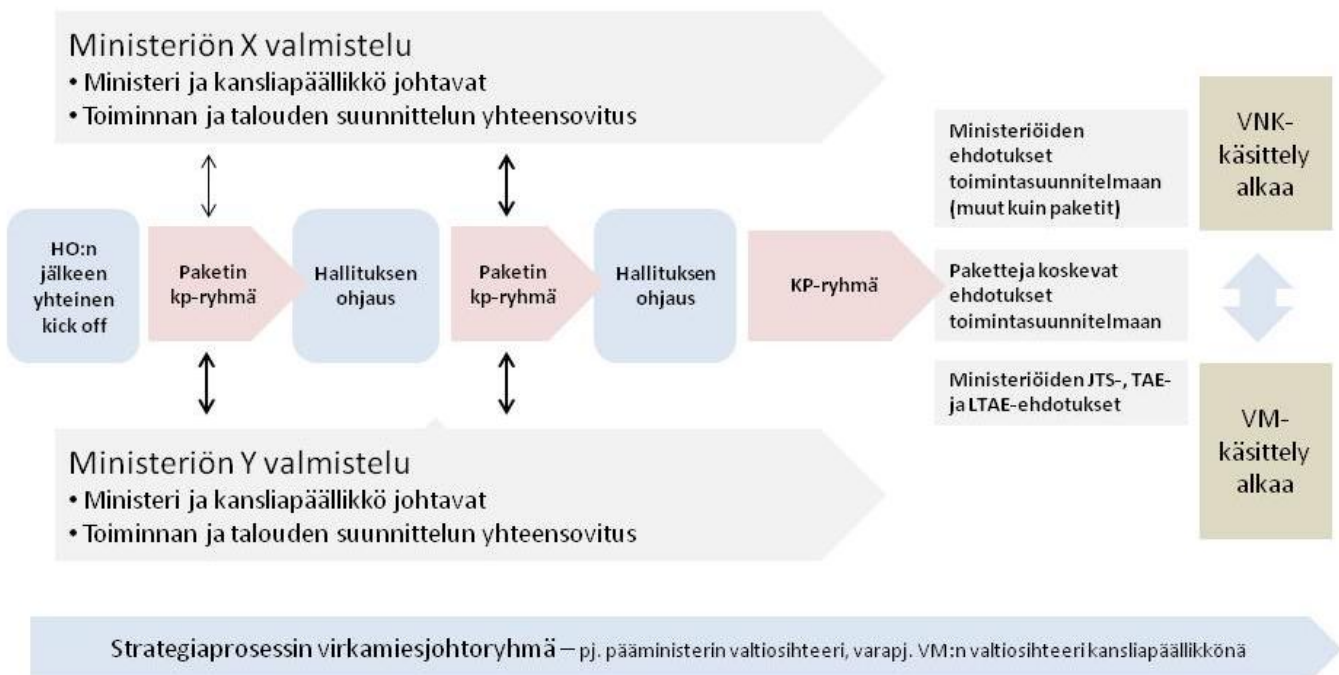 Ministeriön X valmistelu
• Ministeri ja kansliapäällikkö johtavat
• Toiminnan ja talouden suunnittelun yhteensovitus
HO:n
jälkeen
yhteinen
kick off
Paketin
kp-ryhmä
Hallituksen
ohjaus
Paketin
kp-ryhmä
Hallituksen
ohjaus
KP-ryhmä
Ministeriöiden
ehdotukset
toimintasuunnitelmaan
(muut kuin paketit)
Paketteja koskevat
ehdotukset
toimintasuunnitelmaan
Ministeriöiden JTS-, TAE-
ja LTAE-ehdotukset
VNK-
käsittely
alkaa
VM-
käsittely
alkaa
Ministeriön Y valmistelu
• Ministeri ja kansliapäällikkö johtavat
• Toiminnan ja talouden suunnittelun yhteensovitus
Strategiaprosessin virkamiesjohtoryhmä – pj. pääministerin valtiosihteeri, varapj. VM:n valtiosihteeri kansliapäällikkönä